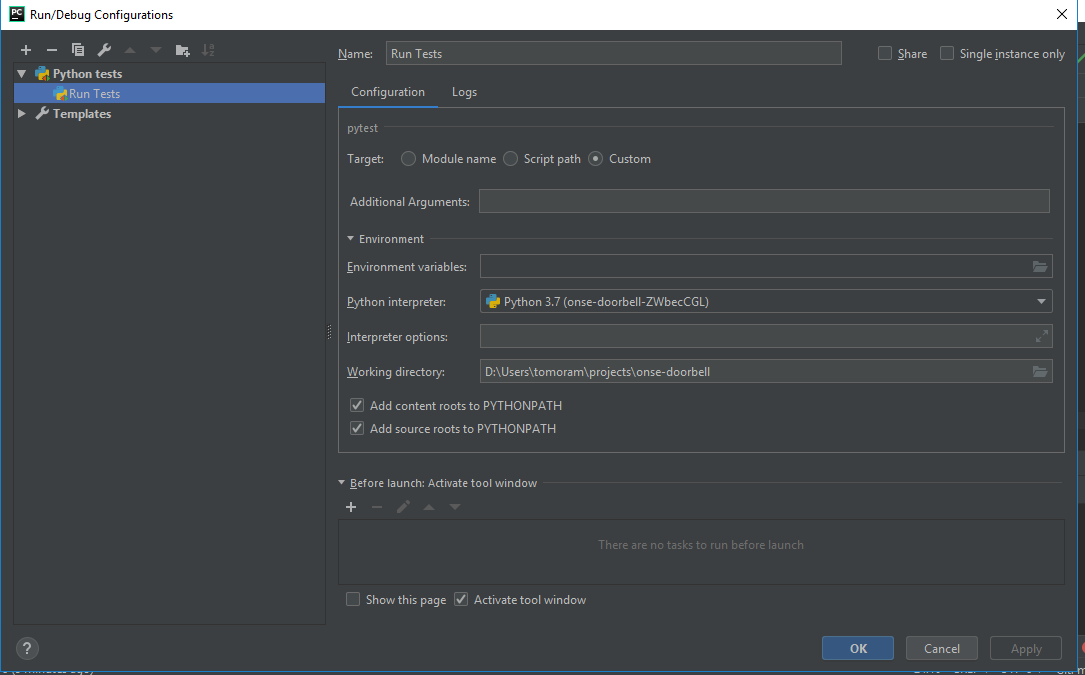 PC Run/Debug Configurations
Name: Run Tests Share Single instance only
Python tests
Run Tests
Templates
Configuration Logs
pytest
Target: Module name Script path Custom
Additional Arguments:
Environment
Environment variables:
Python interpreter: Python 3.7 (onse-doorbell-ZWbecCGL)
Interpreter options:
Working directory: D:\Users\tomoram\projects\onse-doorbell
Add content roots to PYTHONPATH
Add source roots to PYTHONPATH
Before launch: Activate tool window
There are no tasks to run before launch
Show this page Activate tool window
? OK Cancel Apply